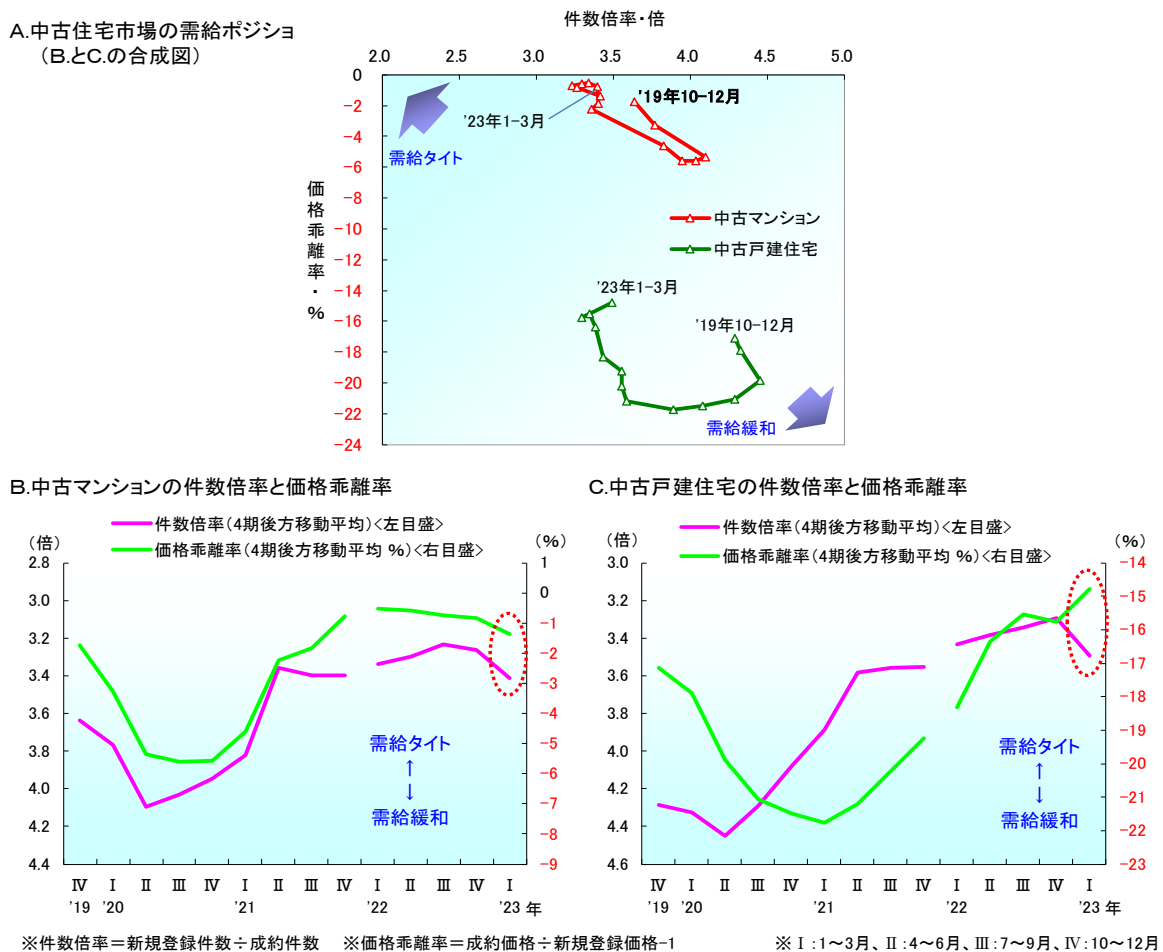 A.中古住宅市場の需給ポジショ
（B.とC.の合成図）
件数倍率・倍
2.0 2.5 3.0 3.5 4.0 4.5 5.0
0
-2
-4
-6
-8
-10
-12
-14
-16
-18
-20
-22
-24
価格乖離率・%
需給タイト
'23年1-3月
'19年10-12月
中古マンション
中古戸建住宅
'23年1-3月
'19年10-12月
需給緩和
B.中古マンションの件数倍率と価格乖離率
件数倍率(4期後方移動平均)<左目盛>
価格乖離率(4期後方移動平均 %)<右目盛>
(倍)
(%)
2.8
3.0
3.2
3.4
3.6
3.8
4.0
4.2
4.4
1
0
-1
-2
-3
-4
-5
-6
-7
-8
-9
需給タイト
↑
↓
需給緩和
Ⅳ Ⅰ Ⅱ Ⅲ Ⅳ Ⅰ Ⅱ Ⅲ Ⅳ Ⅰ Ⅱ Ⅲ Ⅳ Ⅰ
'19 '20 '21 '22 '23 年
C.中古戸建住宅の件数倍率と価格乖離率
件数倍率(4期後方移動平均)<左目盛>
価格乖離率(4期後方移動平均 %)<右目盛>
(倍)
(%)
3.0
3.2
3.4
3.6
3.8
4.0
4.2
4.4
4.6
-14
-15
-16
-17
-18
-19
-20
-21
-22
-23
需給タイト
↑
↓
需給緩和
Ⅳ Ⅰ Ⅱ Ⅲ Ⅳ Ⅰ Ⅱ Ⅲ Ⅳ Ⅰ Ⅱ Ⅲ Ⅳ Ⅰ
'19 '20 '21 '22 '23 年
※件数倍率＝新規登録件数÷成約件数 ※価格乖離率＝成約価格÷新規登録価格-1 ※Ⅰ:1～3月、Ⅱ:4～6月、Ⅲ:7～9月、Ⅳ:10～12月